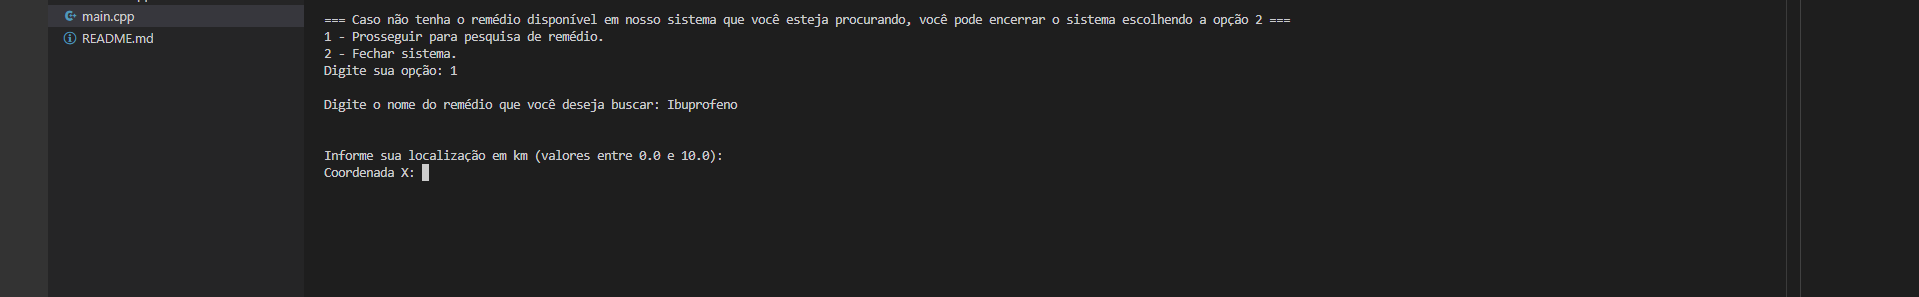 main.cpp
README.md
=== Caso não tenha o remédio disponível em nosso sistema que você esteja procurando, você pode encerrar o sistema escolhendo a opção 2 ===
1 - Prosseguir para pesquisa de remédio.
2 - Fechar sistema.
Digite sua opção: 1
Digite o nome do remédio que você deseja buscar: Ibuprofeno
Informe sua localização em km (valores entre 0.0 e 10.0):
Coordenada X: